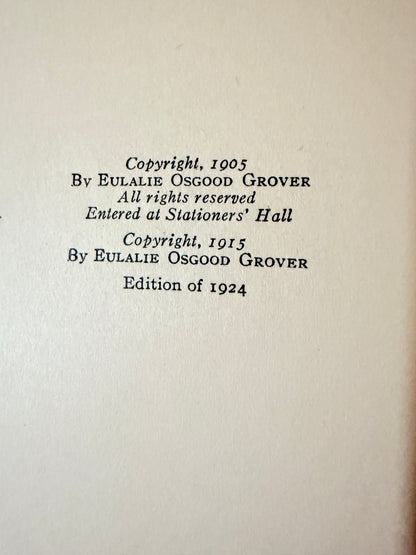 Copyright, 1905
By Eulalie Osgood Grover
All rights reserved
Entered at Stationers' Hall
Copyright, 1915
By Eulalie Osgood Grover
Edition of 1924